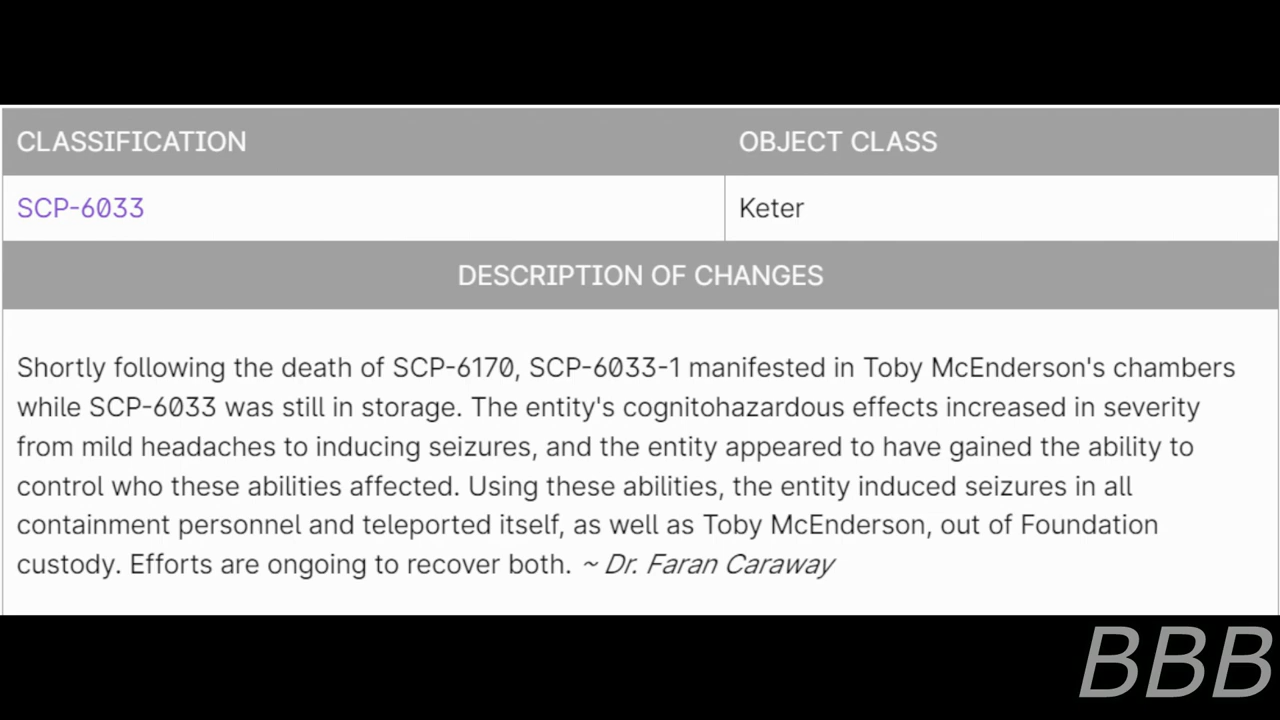 CLASSIFICATION
OBJECT CLASS
SCP-6033
Keter
DESCRIPTION OF CHANGES
Shortly following the death of SCP-6170, SCP-6033-1 manifested in Toby McEnderson's chambers
while SCP-6033 was still in storage. The entity's cognitohazardous effects increased in severity
from mild headaches to inducing seizures, and the entity appeared to have gained the ability to
control who these abilities affected. Using these abilities, the entity induced seizures in all
containment personnel and teleported itself, as well as Toby McEnderson, out of Foundation
custody. Efforts are ongoing to recover both. ~ Dr. Faran Caraway
BBB